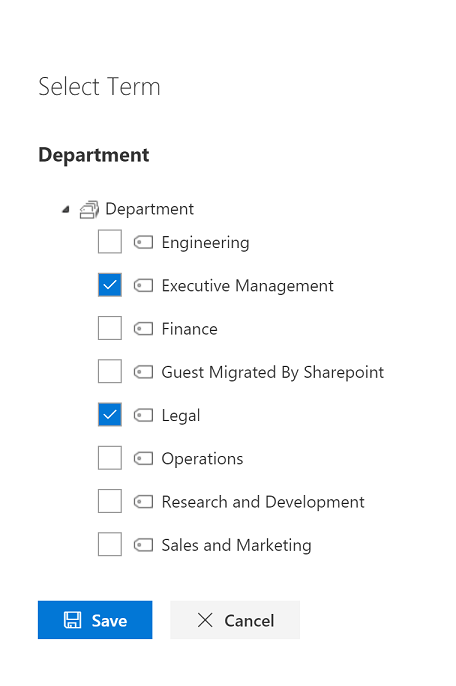 Select Term
Department
Department
Engineering
Executive Management
Finance
Guest Migrated By Sharepoint
Legal
Operations
Research and Development
Sales and Marketing
Save Cancel